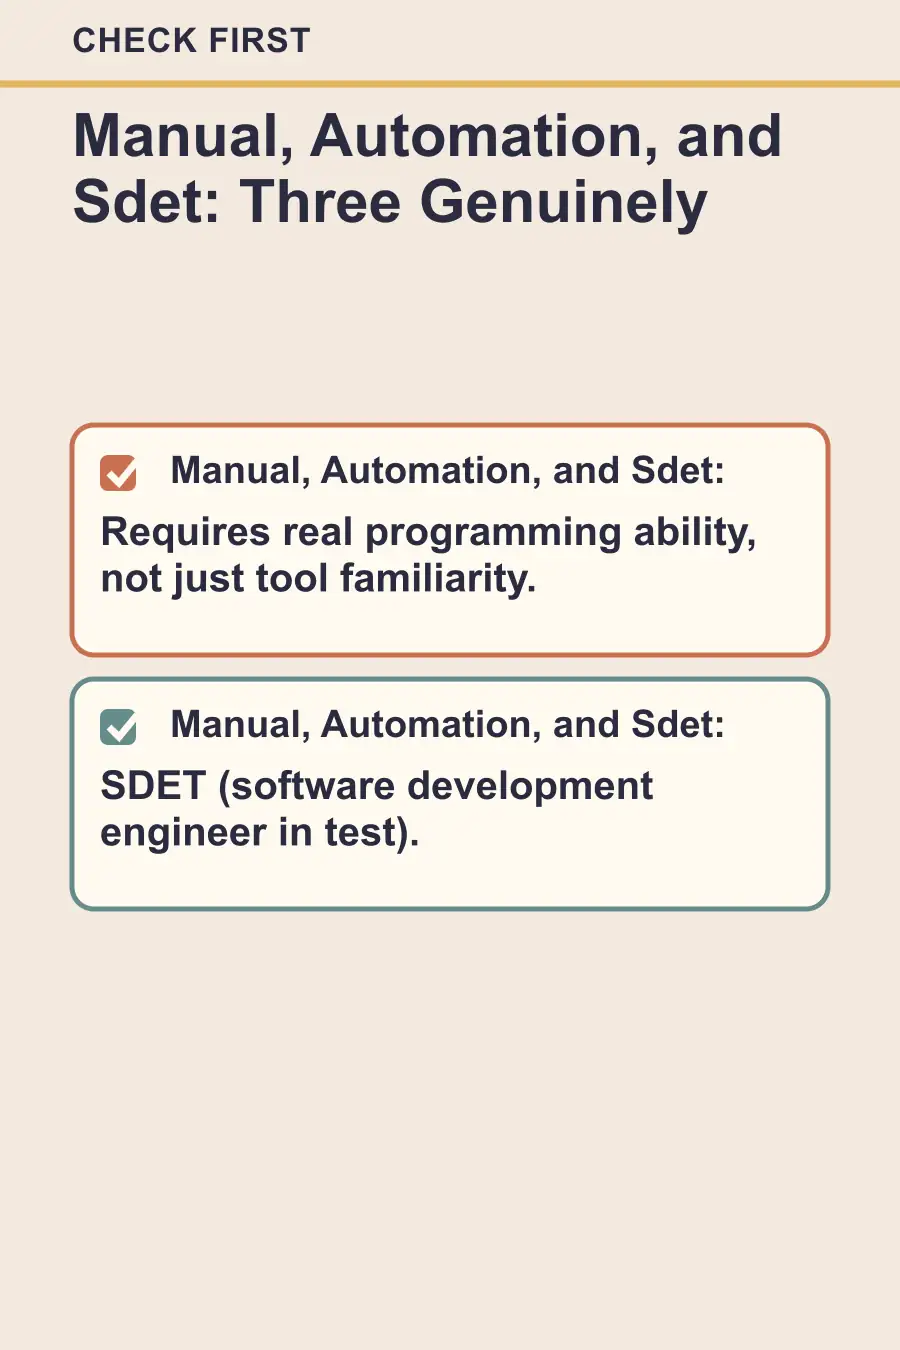 CHECK FIRST
Manual, Automation, and
Sdet: Three Genuinely
Manual, Automation, and Sdet:
Requires real programming ability,
not just tool familiarity.
Manual, Automation, and Sdet:
SDET (software development
engineer in test).